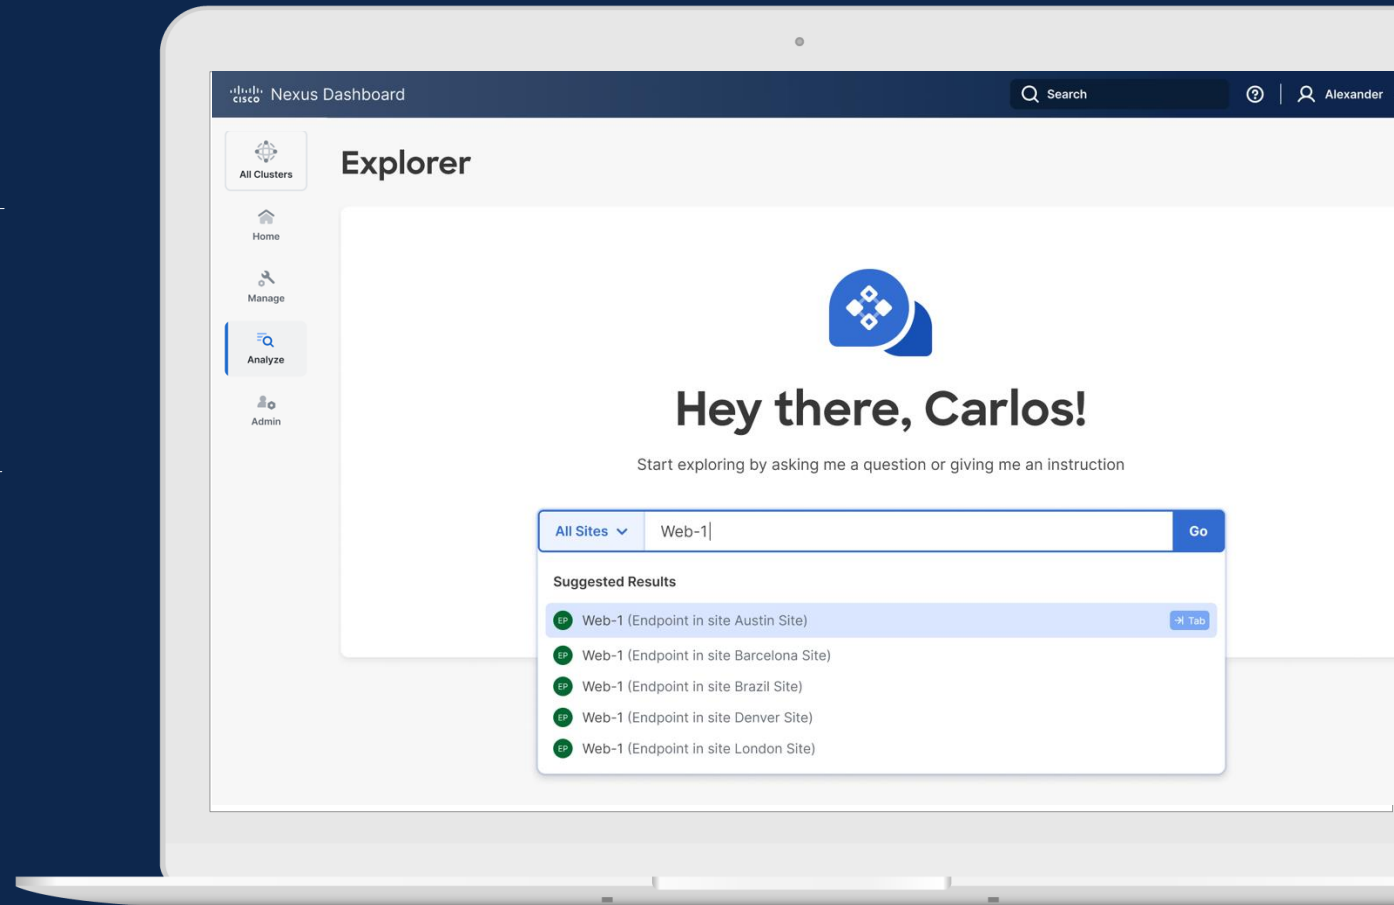 cisco Nexus Dashboard
Search
Alexander
All Clusters
Home
Manage
Analyze
Admin
Explorer
Hey there, Carlos!
Start exploring by asking me a question or giving me an instruction
All Sites
Web-1
Go
Suggested Results
EP Web-1 (Endpoint in site Austin Site) Tab
EP Web-1 (Endpoint in site Barcelona Site)
EP Web-1 (Endpoint in site Brazil Site)
EP Web-1 (Endpoint in site Denver Site)
EP Web-1 (Endpoint in site London Site)